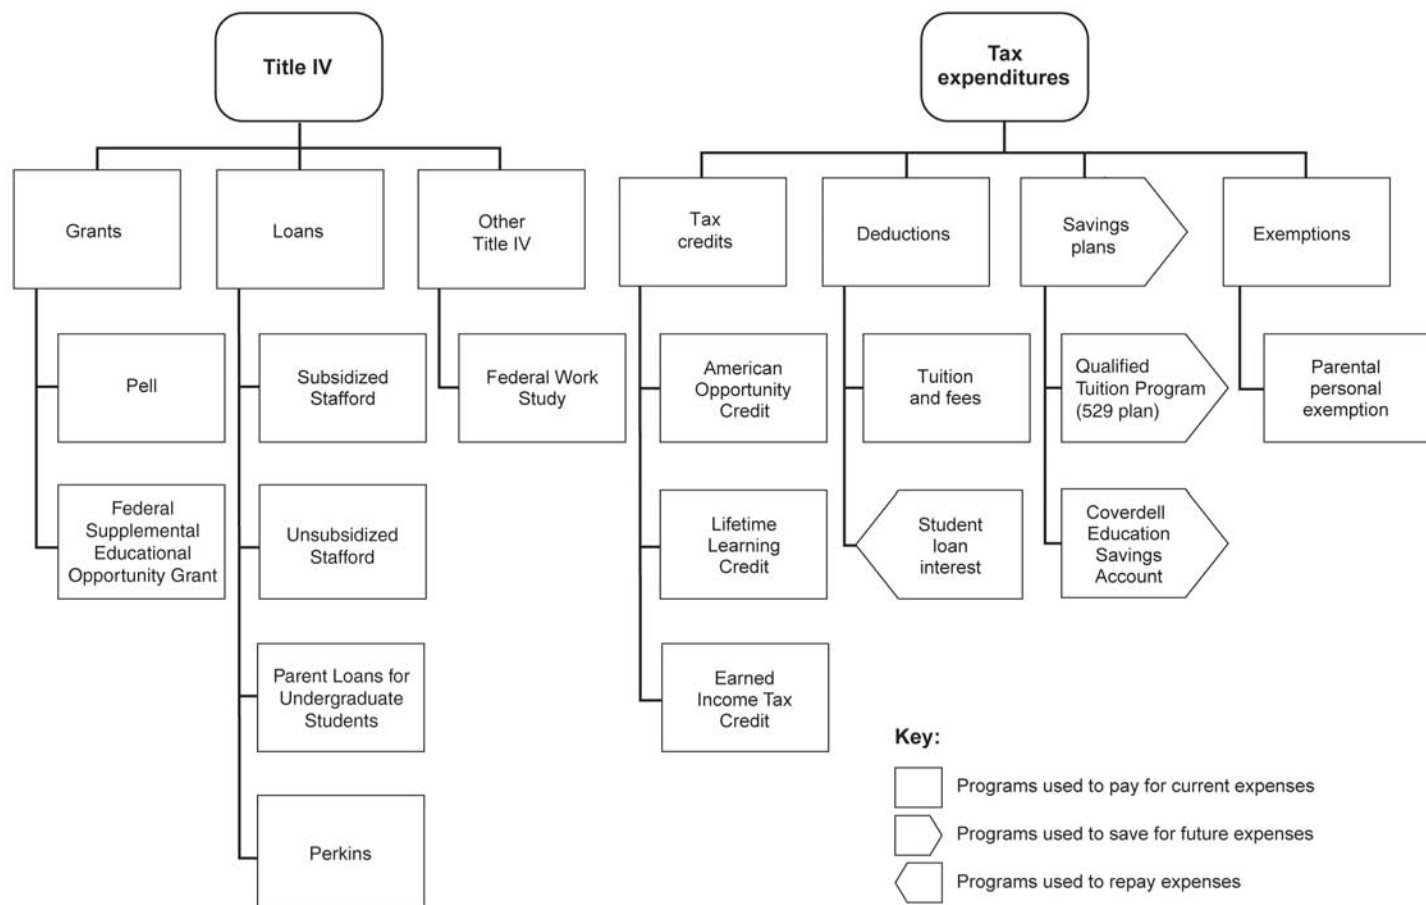 Title IV
Tax
expenditures
Grants
Loans
Other
Title IV
Tax
credits
Deductions
Savings
plans
Exemptions
Pell
Subsidized
Stafford
Federal Work
Study
American
Opportunity
Credit
Tuition
and fees
Qualified
Tuition Program
(529 plan)
Parental
personal
exemption
Federal
Supplemental
Educational
Opportunity Grant
Unsubsidized
Stafford
Lifetime
Learning
Credit
Student
loan
interest
Coverdell
Education
Savings
Account
Parent Loans for
Undergraduate
Students
Earned
Income Tax
Credit
Perkins
Key:
Programs used to pay for current expenses
Programs used to save for future expenses
Programs used to repay expenses